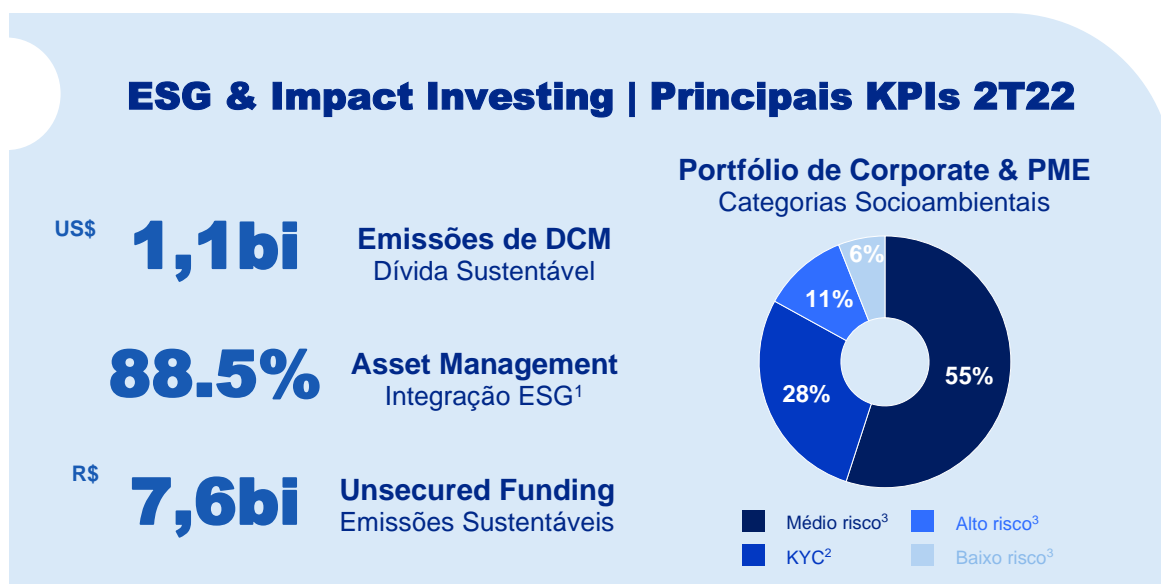 ESG & Impact Investing | Principais KPIs 2T22
US$ 1,1bi
Emissões de DCM
Dívida Sustentável
88.5%
Asset Management
Integração ESG¹
R$ 7,6bi
Unsecured Funding
Emissões Sustentáveis
Portfólio de Corporate & PME
Categorias Socioambientais
6%
11%
28%
55%
Médio risco³
Alto risco³
KYC²
Baixo risco³